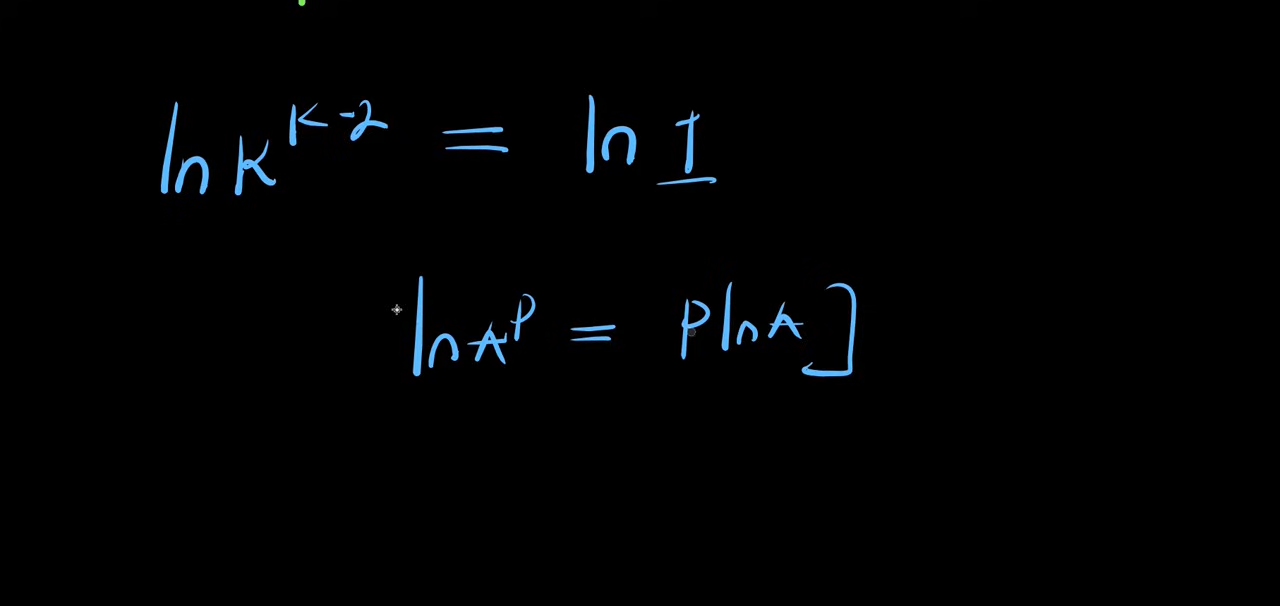 ln K^{K-2} = ln 1
ln A^P = P ln A ]